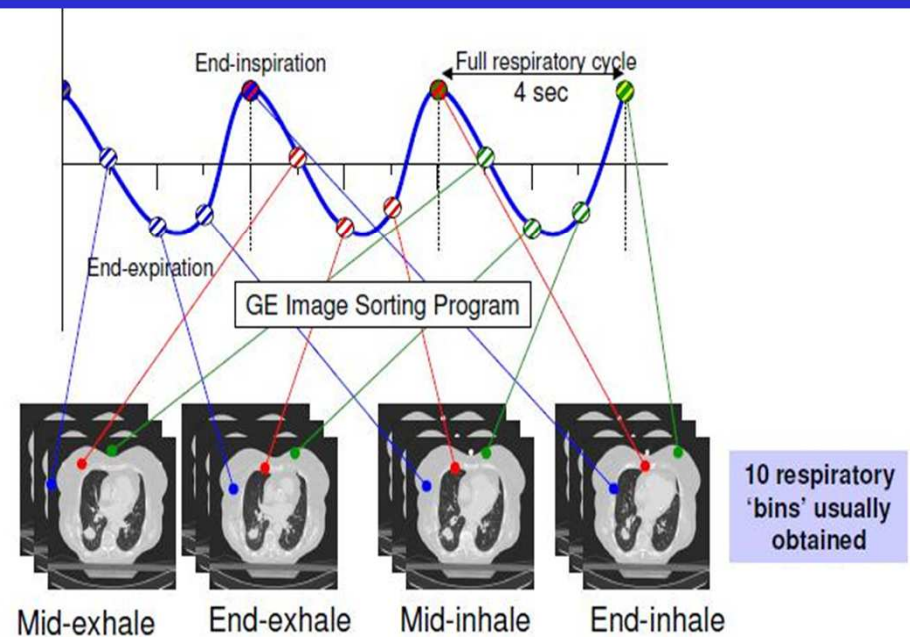 End-inspiration
Full respiratory cycle
4 sec
End-expiration
GE Image Sorting Program
10 respiratory
‘bins’ usually
obtained
Mid-exhale
End-exhale
Mid-inhale
End-inhale